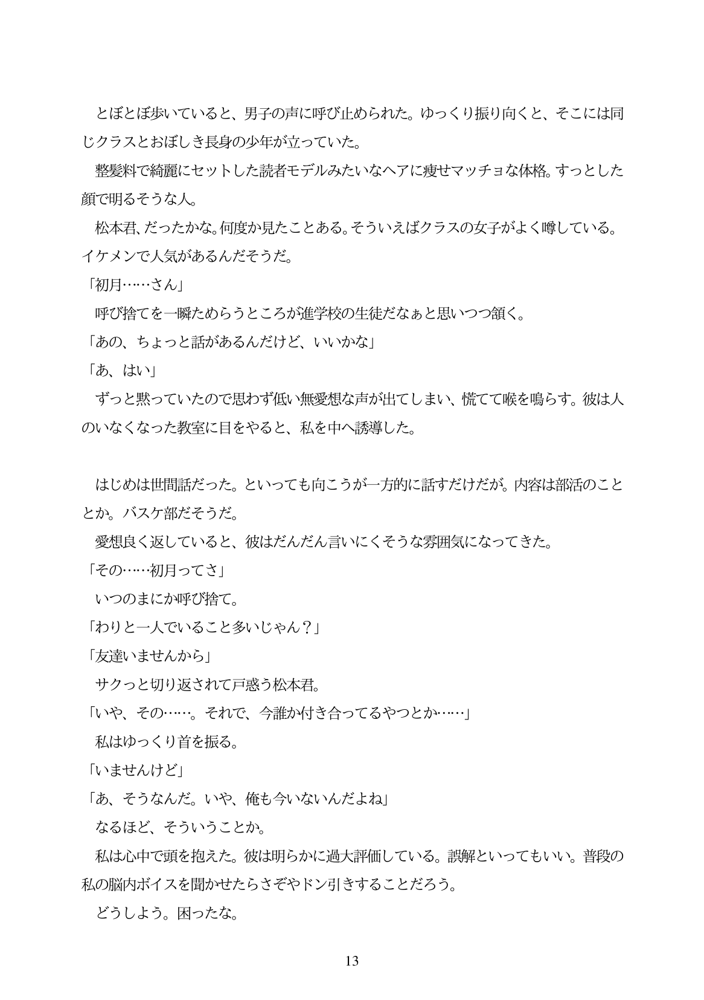 とぼとぼ歩いていると、男子の声に呼び止められた。ゆっくり振り向くと、そこには同
じクラスとおぼしき長身の少年が立っていた。
　整髪料で綺麗にセットした読者モデルみたいなヘアに痩せマッチョな体格。すっとした
顔で明るそうな人。
　松本君、だったかな。何度か見たことある。そういえばクラスの女子がよく噂している。
イケメンで人気があるんだそうだ。
「初月……さん」
　呼び捨てを一瞬ためらうところが進学校の生徒だなぁと思いつつ頷く。
「あの、ちょっと話があるんだけど、いいかな」
「あ、はい」
　ずっと黙っていたので思わず低い無愛想な声が出てしまい、慌てて喉を鳴らす。彼は人
のいなくなった教室に目をやると、私を中へ誘導した。

　はじめは世間話だった。といっても向こうが一方的に話すだけだが。内容は部活のこと
とか。バスケ部だそうだ。
　愛想良く返していると、彼はだんだん言いにくそうな雰囲気になってきた。
「その……初月ってさ」
　いつのまにか呼び捨て。
「わりと一人でいること多いじゃん？」
「友達いませんから」
　サクっと切り返されて戸惑う松本君。
「いや、その……。それで、今誰か付き合ってるやつとか……」
　私はゆっくり首を振る。
「いませんけど」
「あ、そうなんだ。いや、俺も今いないんだよね」
　なるほど、そういうことか。
　私は心中で頭を抱えた。彼は明らかに過大評価している。誤解といってもいい。普段の
私の脳内ボイスを聞かせたらさぞやドン引きすることだろう。
　どうしよう。困ったな。
13